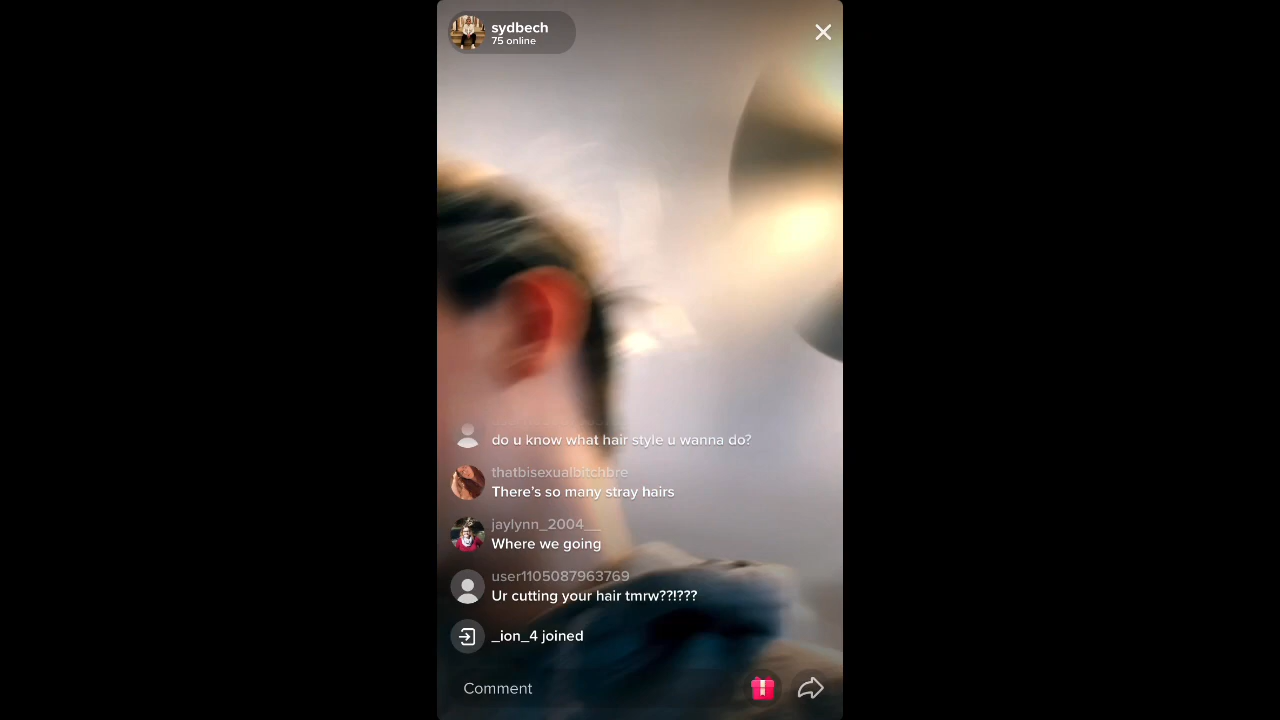 sydbech
75 online
do u know what hair style u wanna do?
thatbisexualbitchbre
There's so many stray hairs
jaylynn_2004__
Where we going
user1105087963769
Ur cutting your hair tmrw??!???
_ion_4 joined
Comment